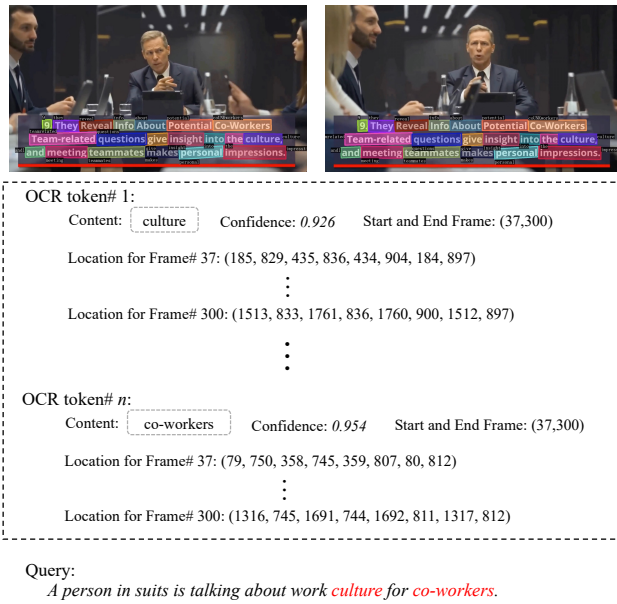 9 They Reveal Info About Potential Co-Workers
Team-related questions give insight into the culture,
and meeting teammates makes personal impressions.
9 They Reveal Info About Potential Co-Workers
Team-related questions give insight into the culture,
and meeting teammates makes personal impressions.
OCR token# 1:
Content: culture Confidence: 0.926 Start and End Frame: (37,300)
Location for Frame# 37: (185, 829, 435, 836, 434, 904, 184, 897)
Location for Frame# 300: (1513, 833, 1761, 836, 1760, 900, 1512, 897)
OCR token# n:
Content: co-workers Confidence: 0.954 Start and End Frame: (37,300)
Location for Frame# 37: (79, 750, 358, 745, 359, 807, 80, 812)
Location for Frame# 300: (1316, 745, 1691, 744, 1692, 811, 1317, 812)
Query:
A person in suits is talking about work culture for co-workers.